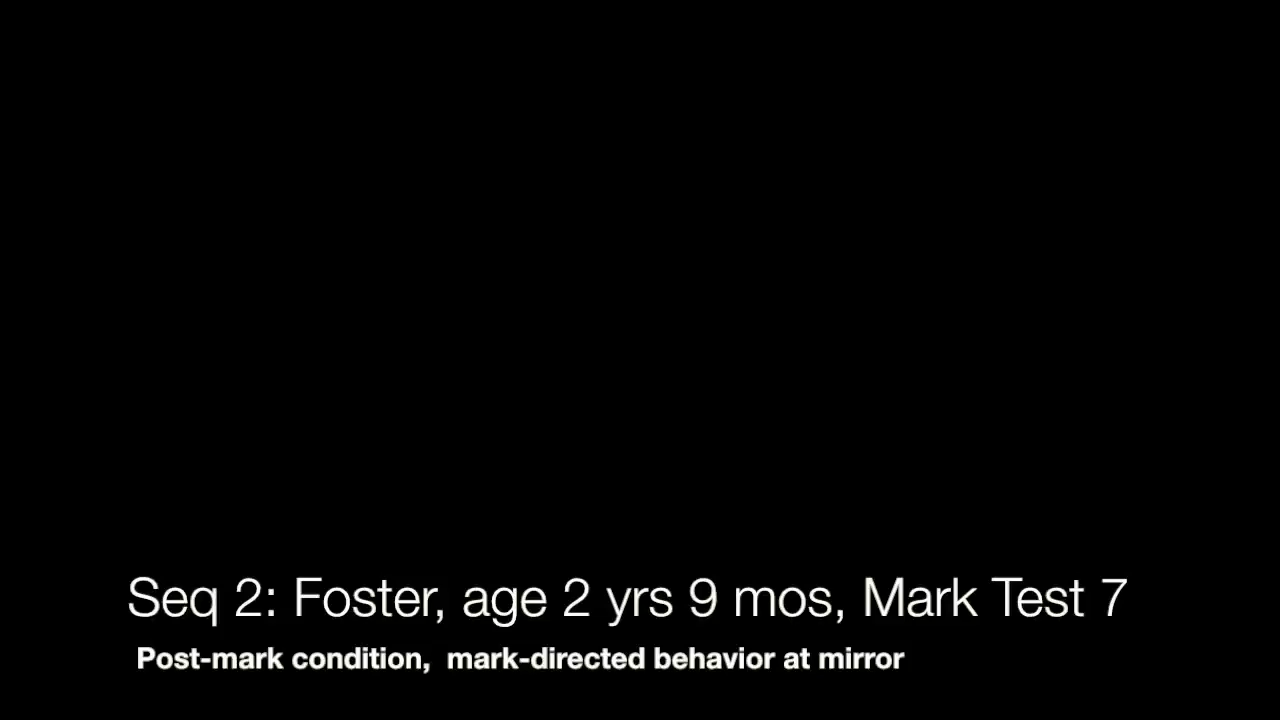 Seq 2: Foster, age 2 yrs 9 mos, Mark Test 7
Post-mark condition,  mark-directed behavior at mirror